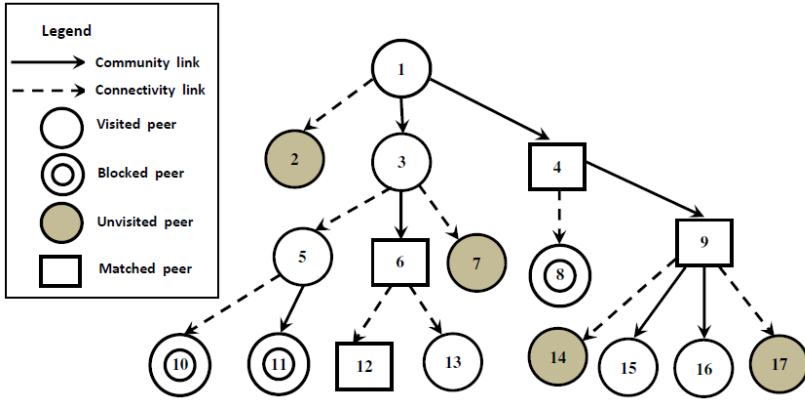 Legend
Community link
Connectivity link
Visited peer
Blocked peer
Unvisited peer
Matched peer
1
2
3
4
5
6
7
8
9
10
11
12
13
14
15
16
17